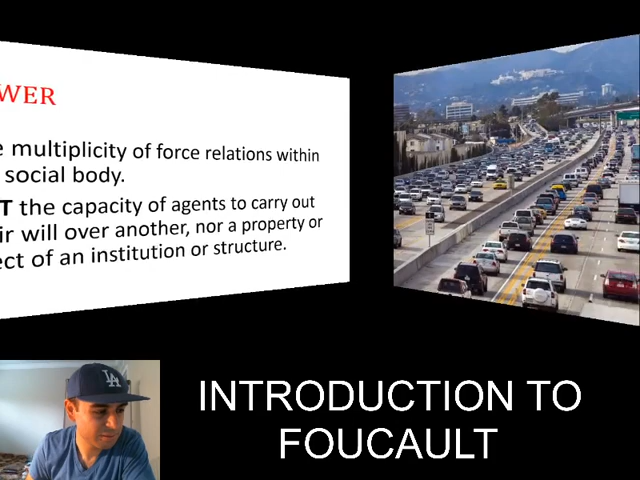 WER
e multiplicity of force relations within
social body.
T the capacity of agents to carry out
ir will over another, nor a property or
ect of an institution or structure.
LA
INTRODUCTION TO
FOUCAULT